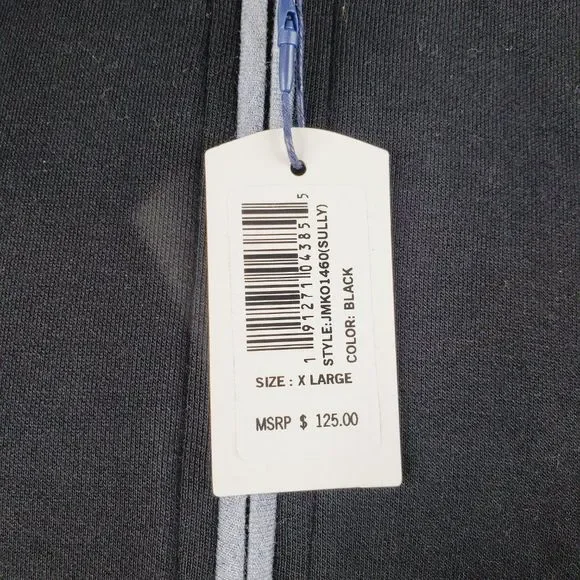 1 91271 04385 5
STYLE:JMKO1460(SULLY)
COLOR: BLACK
SIZE : X LARGE
MSRP $ 125.00